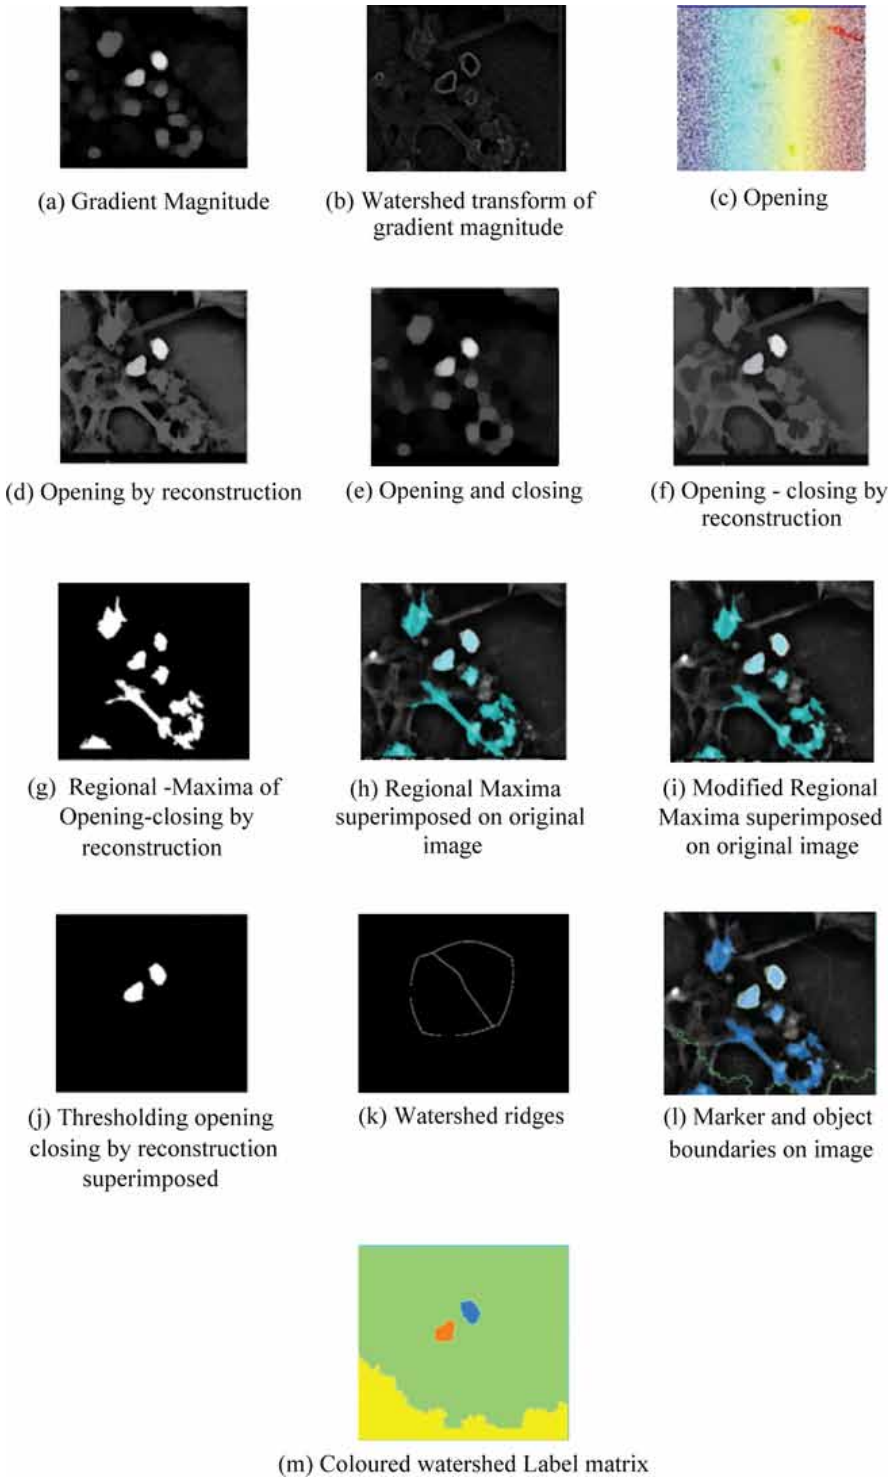 (a) Gradient Magnitude
(b) Watershed transform of
gradient magnitude
(c) Opening
(d) Opening by reconstruction
(e) Opening and closing
(f) Opening - closing by
reconstruction
(g) Regional -Maxima of
Opening-closing by
reconstruction
(h) Regional Maxima
superimposed on original
image
(i) Modified Regional
Maxima superimposed
on original image
(j) Thresholding opening
closing by reconstruction
superimposed
(k) Watershed ridges
(l) Marker and object
boundaries on image
(m) Coloured watershed Label matrix